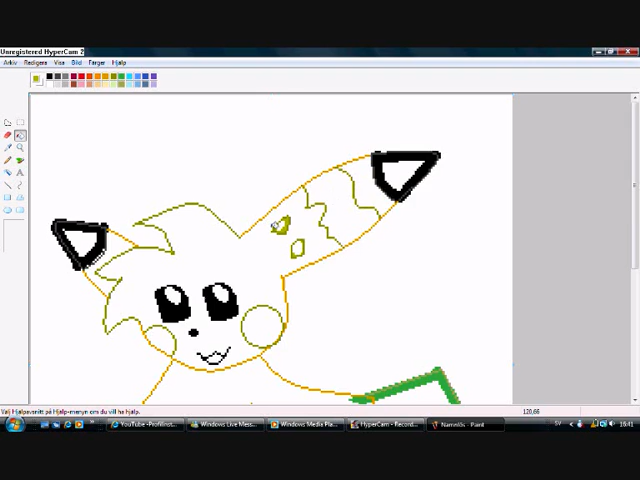 Unregistered HyperCam 2
Arkiv Redigera Visa Bild Färger Hjälp
Välj Hjälpavsnitt på Hjälp-menyn om du vill ha hjälp.
120,66
YouTube - Profilinst...
Windows Live Mess...
Windows Media Pla...
HyperCam - Record...
Namnlös - Paint
SV
16:41